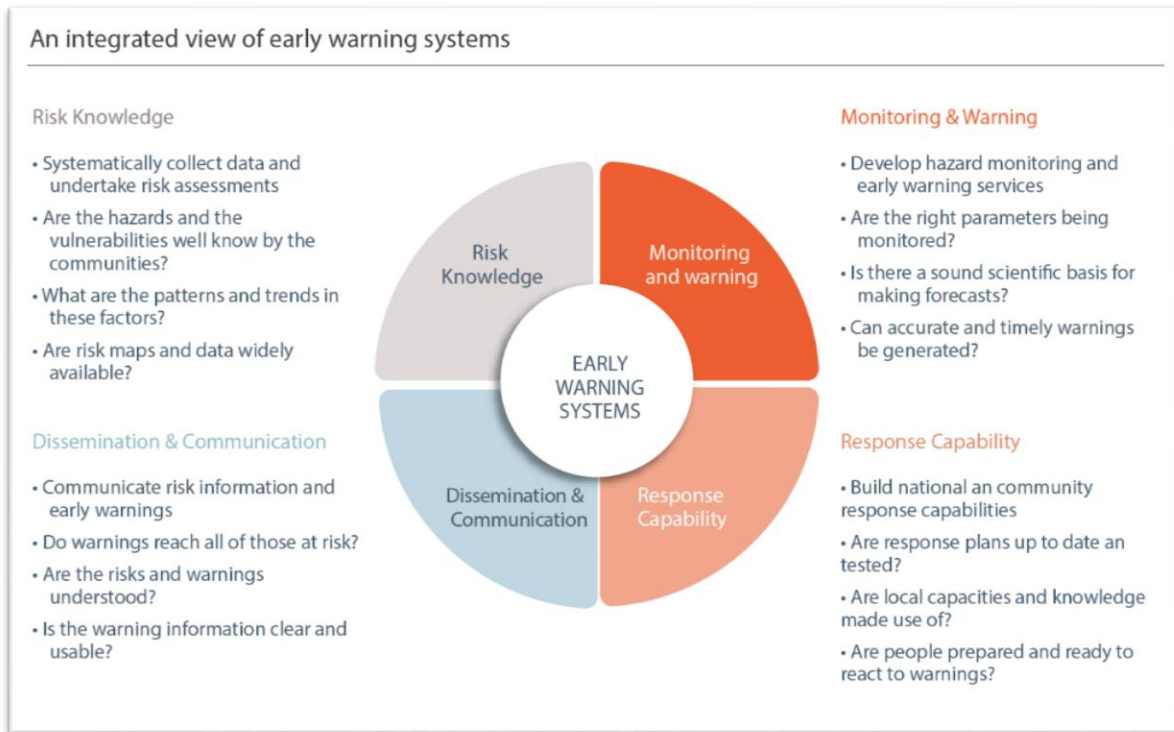 An integrated view of early warning systems
Risk Knowledge
• Systematically collect data and
undertake risk assessments
• Are the hazards and the
vulnerabilities well know by the
communities?
• What are the patterns and trends in
these factors?
• Are risk maps and data widely
available?
Dissemination & Communication
• Communicate risk information and
early warnings
• Do warnings reach all of those at risk?
• Are the risks and warnings
understood?
• Is the warning information clear and
usable?
Risk
Knowledge
Monitoring
and warning
EARLY
WARNING
SYSTEMS
Dissemination &
Communication
Response
Capability
Monitoring & Warning
• Develop hazard monitoring and
early warning services
• Are the right parameters being
monitored?
• Is there a sound scientific basis for
making forecasts?
• Can accurate and timely warnings
be generated?
Response Capability
• Build national an community
response capabilities
• Are response plans up to date an
tested?
• Are local capacities and knowledge
made use of?
• Are people prepared and ready to
react to warnings?